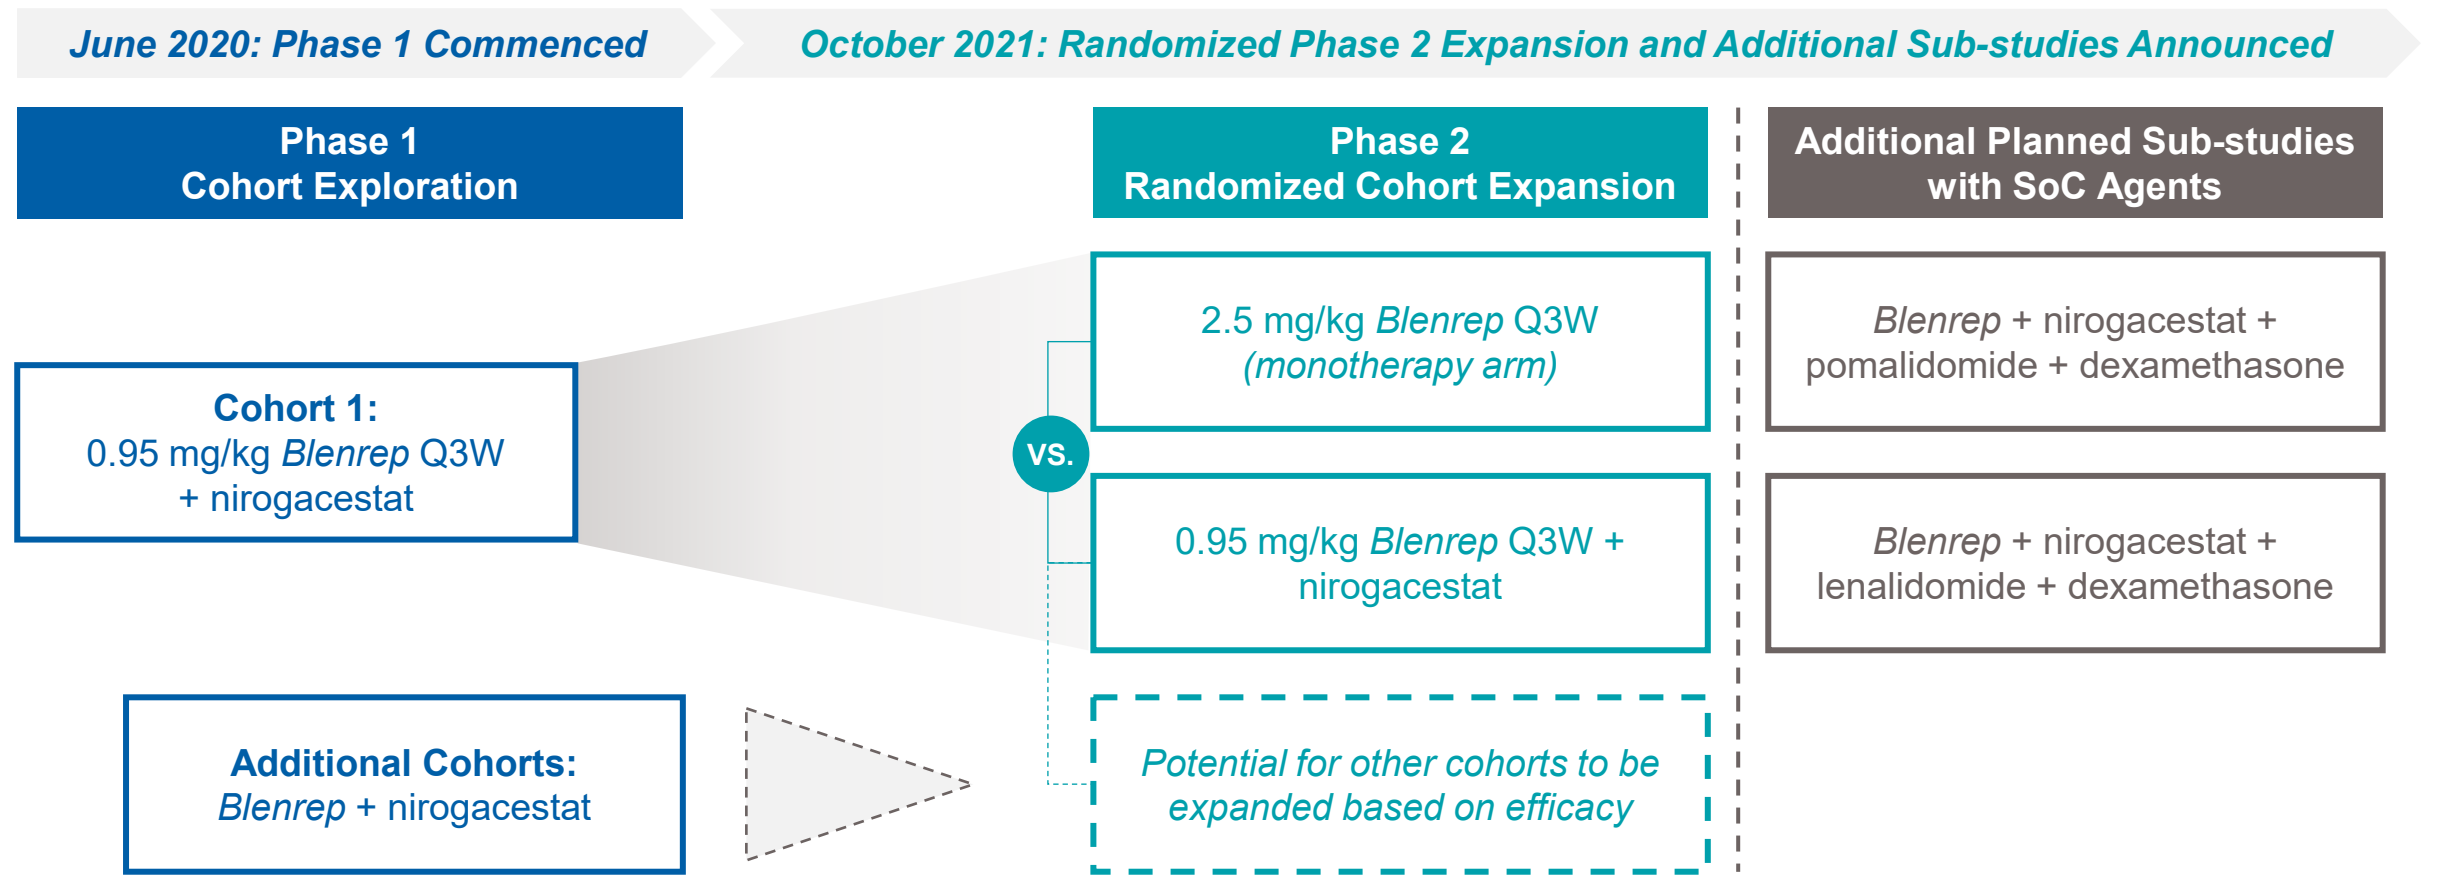 June 2020: Phase 1 Commenced
October 2021: Randomized Phase 2 Expansion and Additional Sub-studies Announced
Phase 1
Cohort Exploration
Phase 2
Randomized Cohort Expansion
Additional Planned Sub-studies
with SoC Agents
Cohort 1:
0.95 mg/kg Blenrep Q3W
+ nirogacestat
VS.
2.5 mg/kg Blenrep Q3W
(monotherapy arm)
0.95 mg/kg Blenrep Q3W +
nirogacestat
Blenrep + nirogacestat +
pomalidomide + dexamethasone
Blenrep + nirogacestat +
lenalidomide + dexamethasone
Additional Cohorts:
Blenrep + nirogacestat
Potential for other cohorts to be
expanded based on efficacy